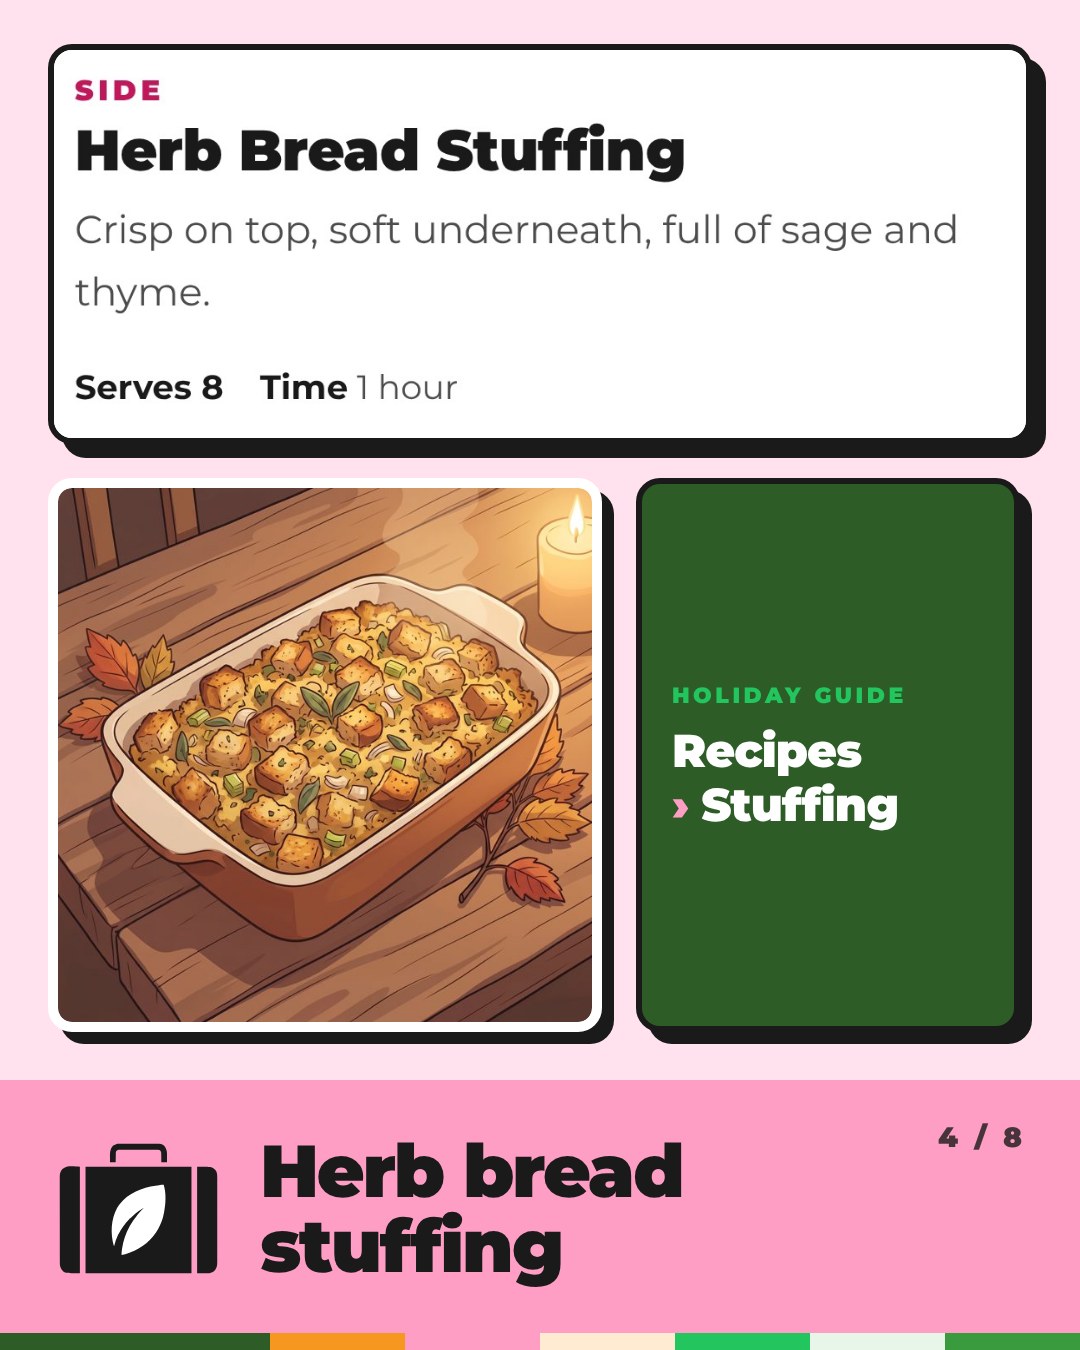 SIDE
Herb Bread Stuffing
Crisp on top, soft underneath, full of sage and
thyme.
Serves 8 Time 1 hour
HOLIDAY GUIDE
Recipes
› Stuffing
4 / 8
Herb bread
stuffing